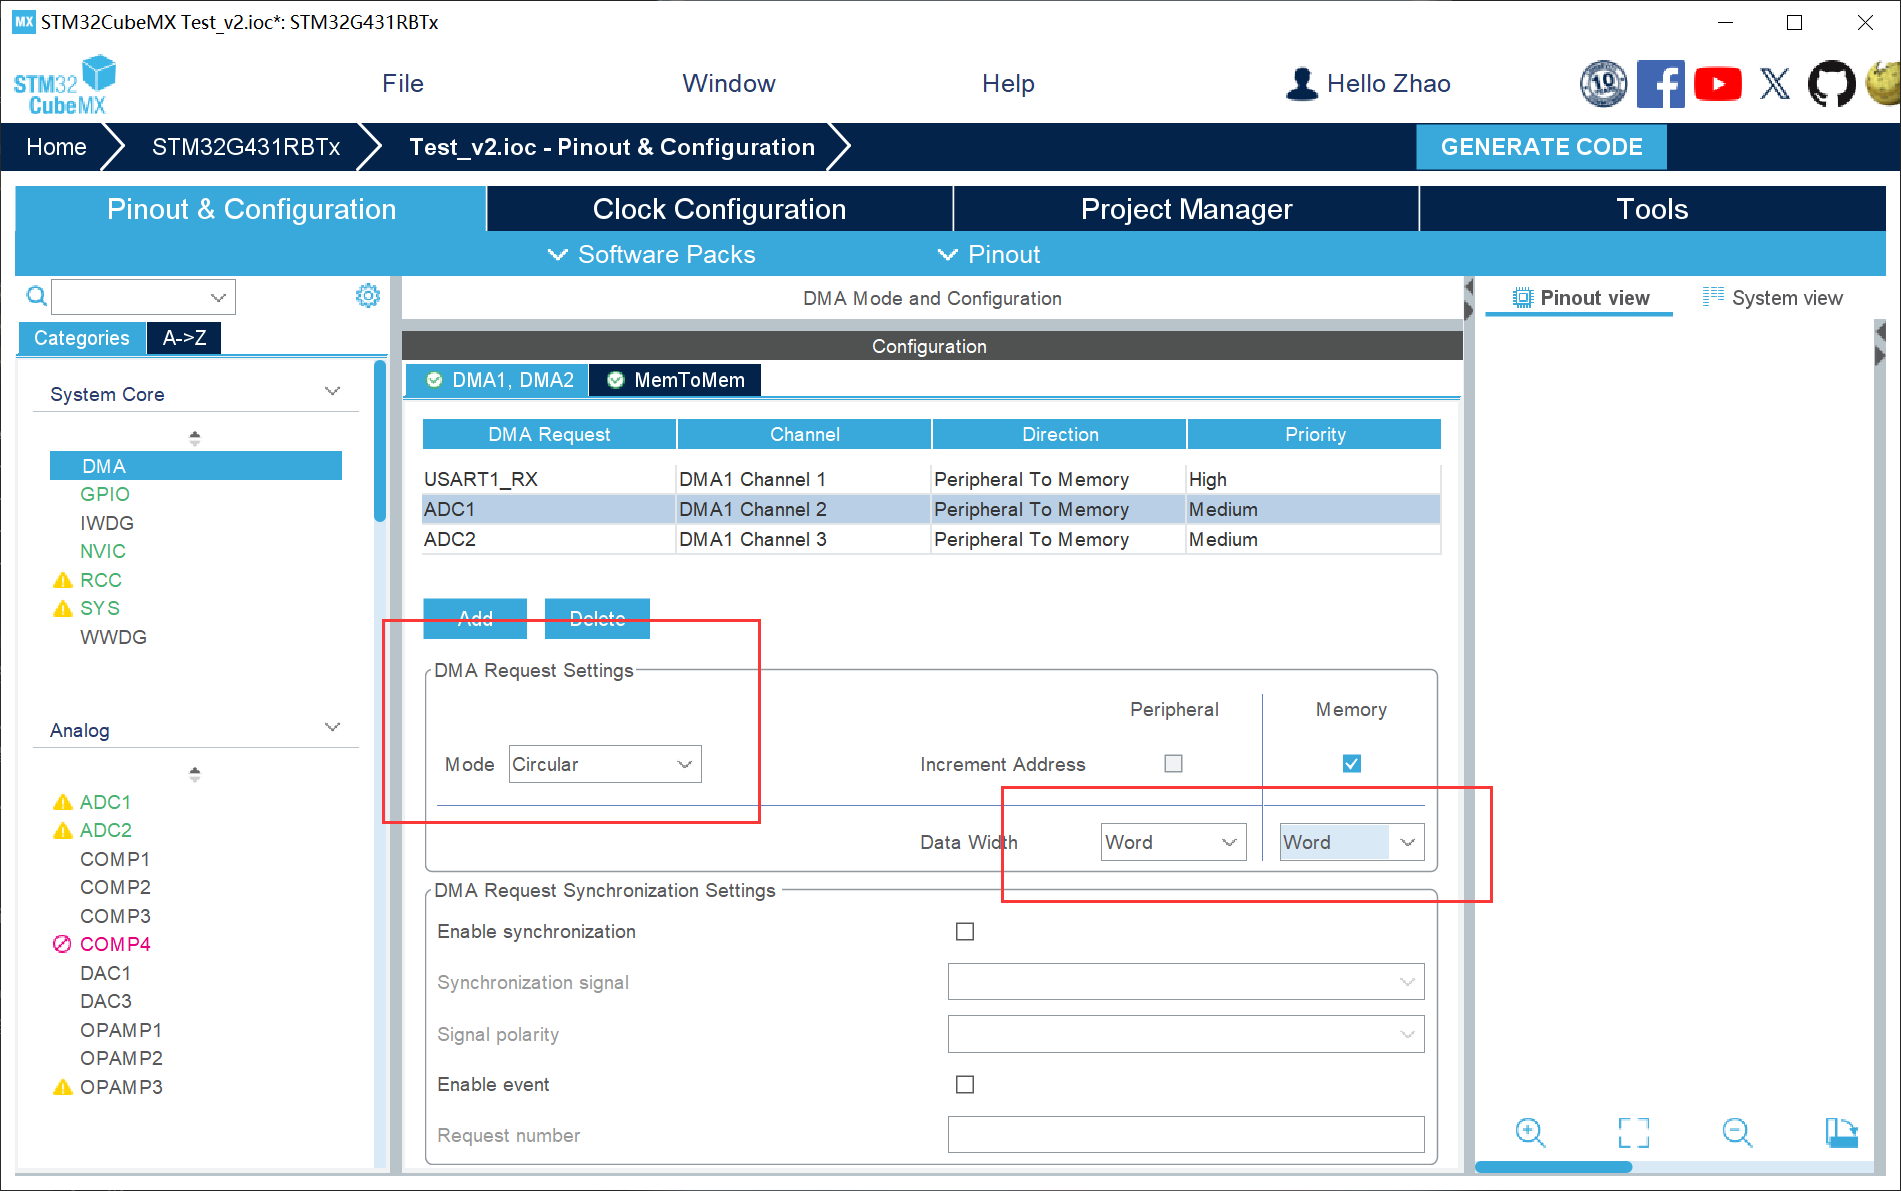 MX STM32CubeMX Test_v2.ioc*: STM32G431RBTx
STM32 CubeMX
File
Window
Help
Hello Zhao
10
Home
STM32G431RBTx
Test_v2.ioc - Pinout & Configuration
GENERATE CODE
Pinout & Configuration
Clock Configuration
Project Manager
Tools
Software Packs
Pinout
Categories
A->Z
System Core
DMA
GPIO
IWDG
NVIC
RCC
SYS
WWDG
Analog
ADC1
ADC2
COMP1
COMP2
COMP3
COMP4
DAC1
DAC3
OPAMP1
OPAMP2
OPAMP3
DMA Mode and Configuration
Configuration
DMA1, DMA2
MemToMem
DMA Request Channel Direction Priority
USART1_RX DMA1 Channel 1 Peripheral To Memory High
ADC1 DMA1 Channel 2 Peripheral To Memory Medium
ADC2 DMA1 Channel 3 Peripheral To Memory Medium
Add
Delete
DMA Request Settings
Peripheral
Memory
Mode
Circular
Increment Address
Data Width
Word
Word
DMA Request Synchronization Settings
Enable synchronization
Synchronization signal
Signal polarity
Enable event
Request number
Pinout view
System view